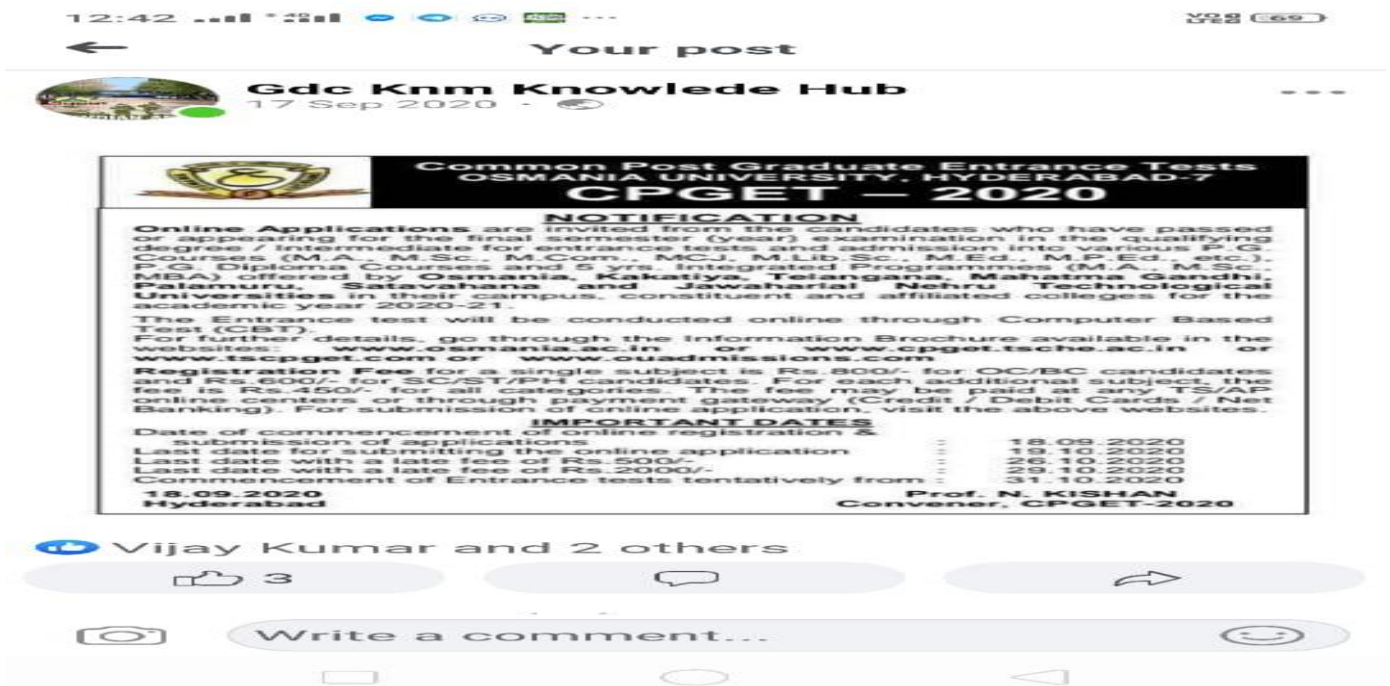 12:42
4G
VoB
LTE2
69
Your post
Gdc Knm Knowlede Hub
17 Sep 2020
Common Post Graduate Entrance Tests
OSMANIA UNIVERSITY, HYDERABAD-7
CPGET – 2020
NOTIFICATION
Online Applications are invited from the candidates who have passed
or appearing for the final semester (year) examination in the qualifying
degree / Intermediate for entrance tests and admission into various P.G.
Courses (M.A., M.Sc., M.Com., MCJ, M.Lib.Sc., M.Ed., M.P.Ed., etc.),
P.G. Diploma Courses and 5 yrs. Integrated Programmes (M.A., M.Sc.,
MBA) offered by Osmania, Kakatiya, Telangana, Mahatma Gandhi,
Palamuru, Satavahana and Jawaharlal Nehru Technological
Universities in their campus, constituent and affiliated colleges for the
academic year 2020-21.
The Entrance test will be conducted online through Computer Based
Test (CBT).
For further details, go through the Information Brochure available in the
websites: www.osmania.ac.in or www.cpget.tsche.ac.in or
www.tscpget.com or www.ouadmissions.com
Registration Fee for a single subject is Rs.800/- for OC/BC candidates
and Rs.600/- for SC/ST/PH candidates. For each additional subject, the
fee is Rs.450/- for all categories. The fee may be paid at any TS/AP
online centers or through payment gateway (Credit / Debit Cards / Net
Banking). For submission of online application, visit the above websites.
IMPORTANT DATES
Date of commencement of online registration &
submission of applications : 18.09.2020
Last date for submitting the online application : 19.10.2020
Last date with a late fee of Rs.500/- : 26.10.2020
Last date with a late fee of Rs.2000/- : 29.10.2020
Commencement of Entrance tests tentatively from : 31.10.2020
18.09.2020 Prof. N. KISHAN
Hyderabad Convener, CPGET-2020
Vijay Kumar and 2 others
3
Write a comment...